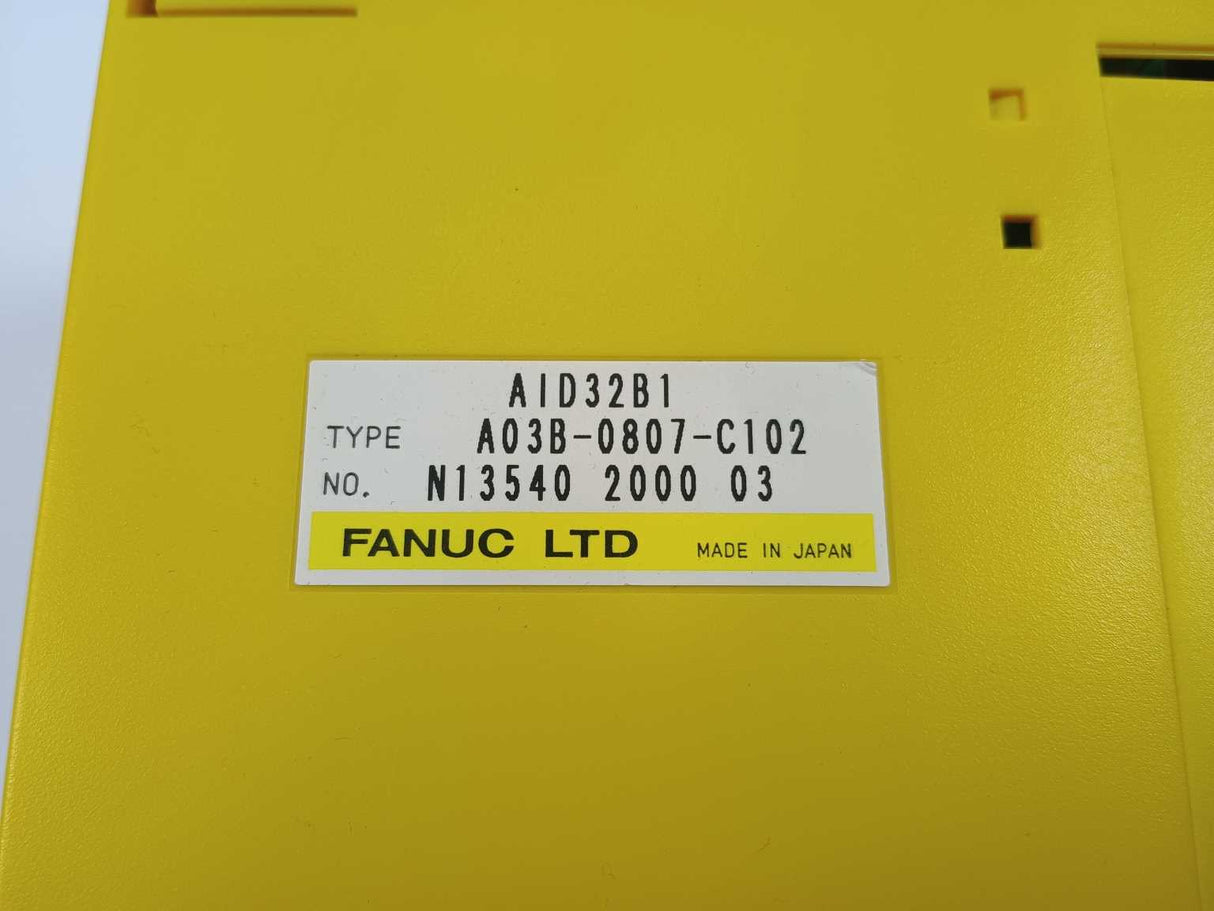 AID32B1
TYPE A03B-0807-C102
NO. N13540 2000 03
FANUC LTD MADE IN JAPAN